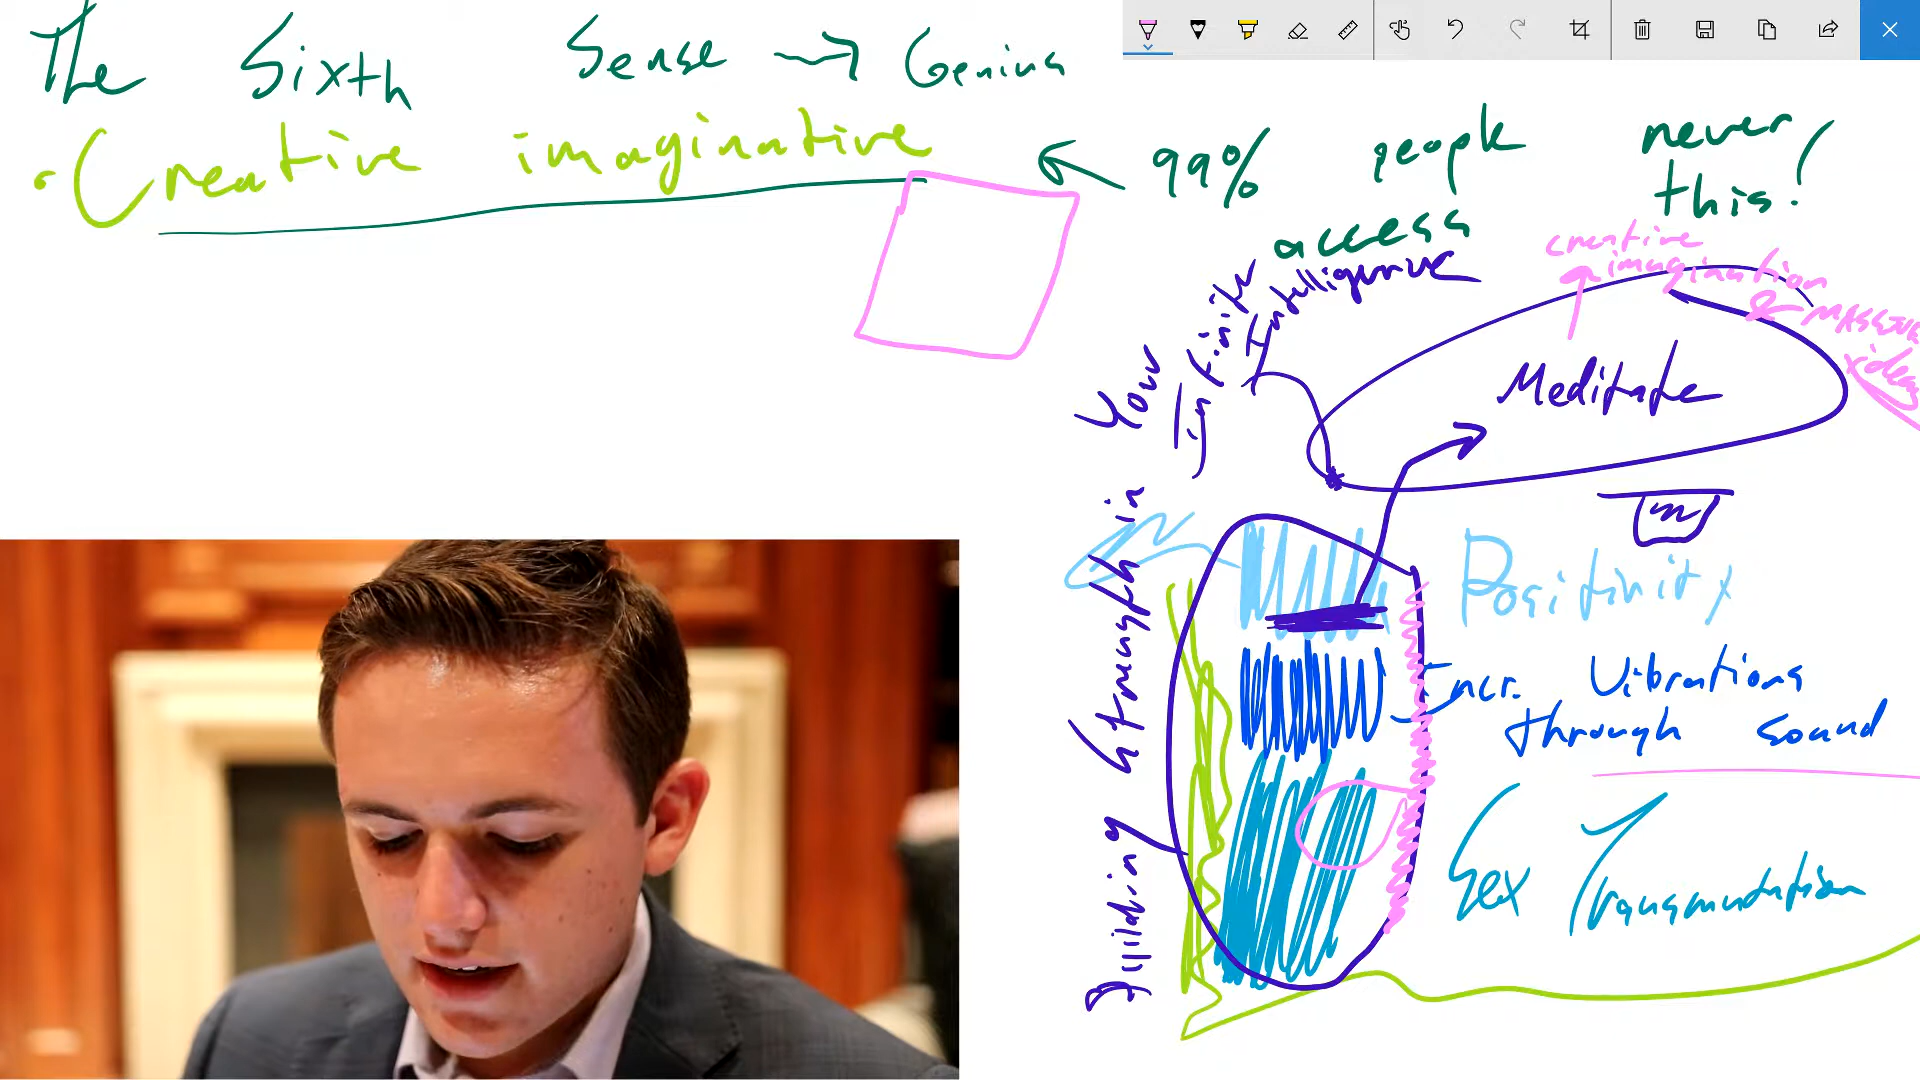 The Sixth Sense → Genius
• Creative imaginative
← 99% people never
access this!
creative
imagination
& MASSIVE
ideas
Meditate
Your
Infinite
Intelligence
Building Strength in
Positivity
Incr. Vibrations
through sound
Sex Transmutation